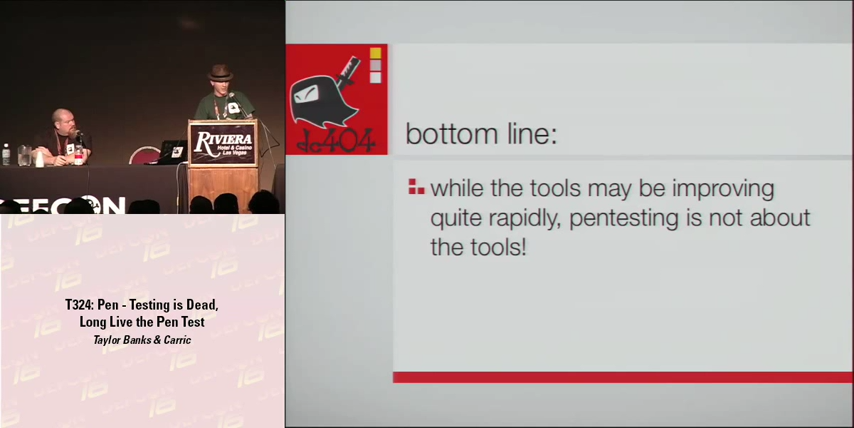 RIVIERA
Hotel & Casino
Las Vegas
DEFCON
T324: Pen - Testing is Dead,
Long Live the Pen Test
Taylor Banks & Carric
dc404
bottom line:
while the tools may be improving
quite rapidly, pentesting is not about
the tools!